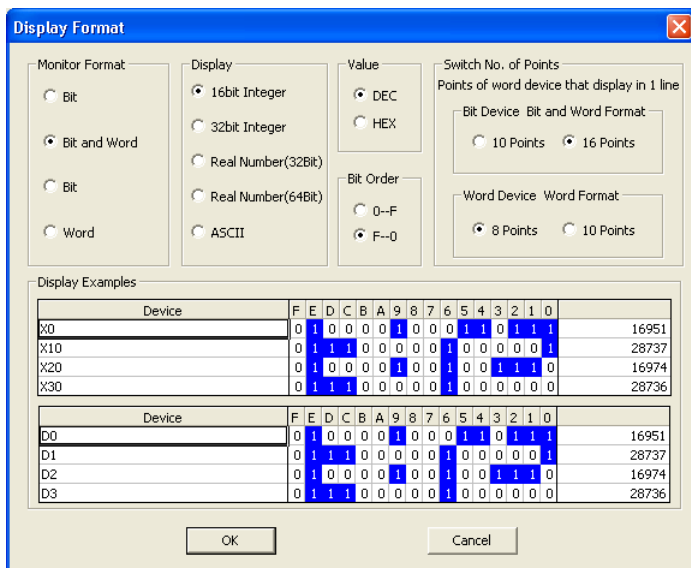 Display Format
Monitor Format
Bit
Bit and Word
Bit
Word
Display
16bit Integer
32bit Integer
Real Number(32Bit)
Real Number(64Bit)
ASCII
Value
DEC
HEX
Bit Order
0--F
F--0
Switch No. of Points
Points of word device that display in 1 line
Bit Device Bit and Word Format
10 Points 16 Points
Word Device Word Format
8 Points 10 Points
Display Examples
Device F E D C B A 9 8 7 6 5 4 3 2 1 0
X0 0 1 0 0 0 0 1 0 0 0 1 1 0 1 1 1 16951
X10 0 1 1 1 0 0 0 0 0 1 0 0 0 0 0 1 28737
X20 0 1 0 0 0 0 1 0 0 1 0 0 1 1 1 0 16974
X30 0 1 1 1 0 0 0 0 0 1 0 0 0 0 0 0 28736
Device F E D C B A 9 8 7 6 5 4 3 2 1 0
D0 0 1 0 0 0 0 1 0 0 0 1 1 0 1 1 1 16951
D1 0 1 1 1 0 0 0 0 0 1 0 0 0 0 0 1 28737
D2 0 1 0 0 0 0 1 0 0 1 0 0 1 1 1 0 16974
D3 0 1 1 1 0 0 0 0 0 1 0 0 0 0 0 0 28736
OK Cancel